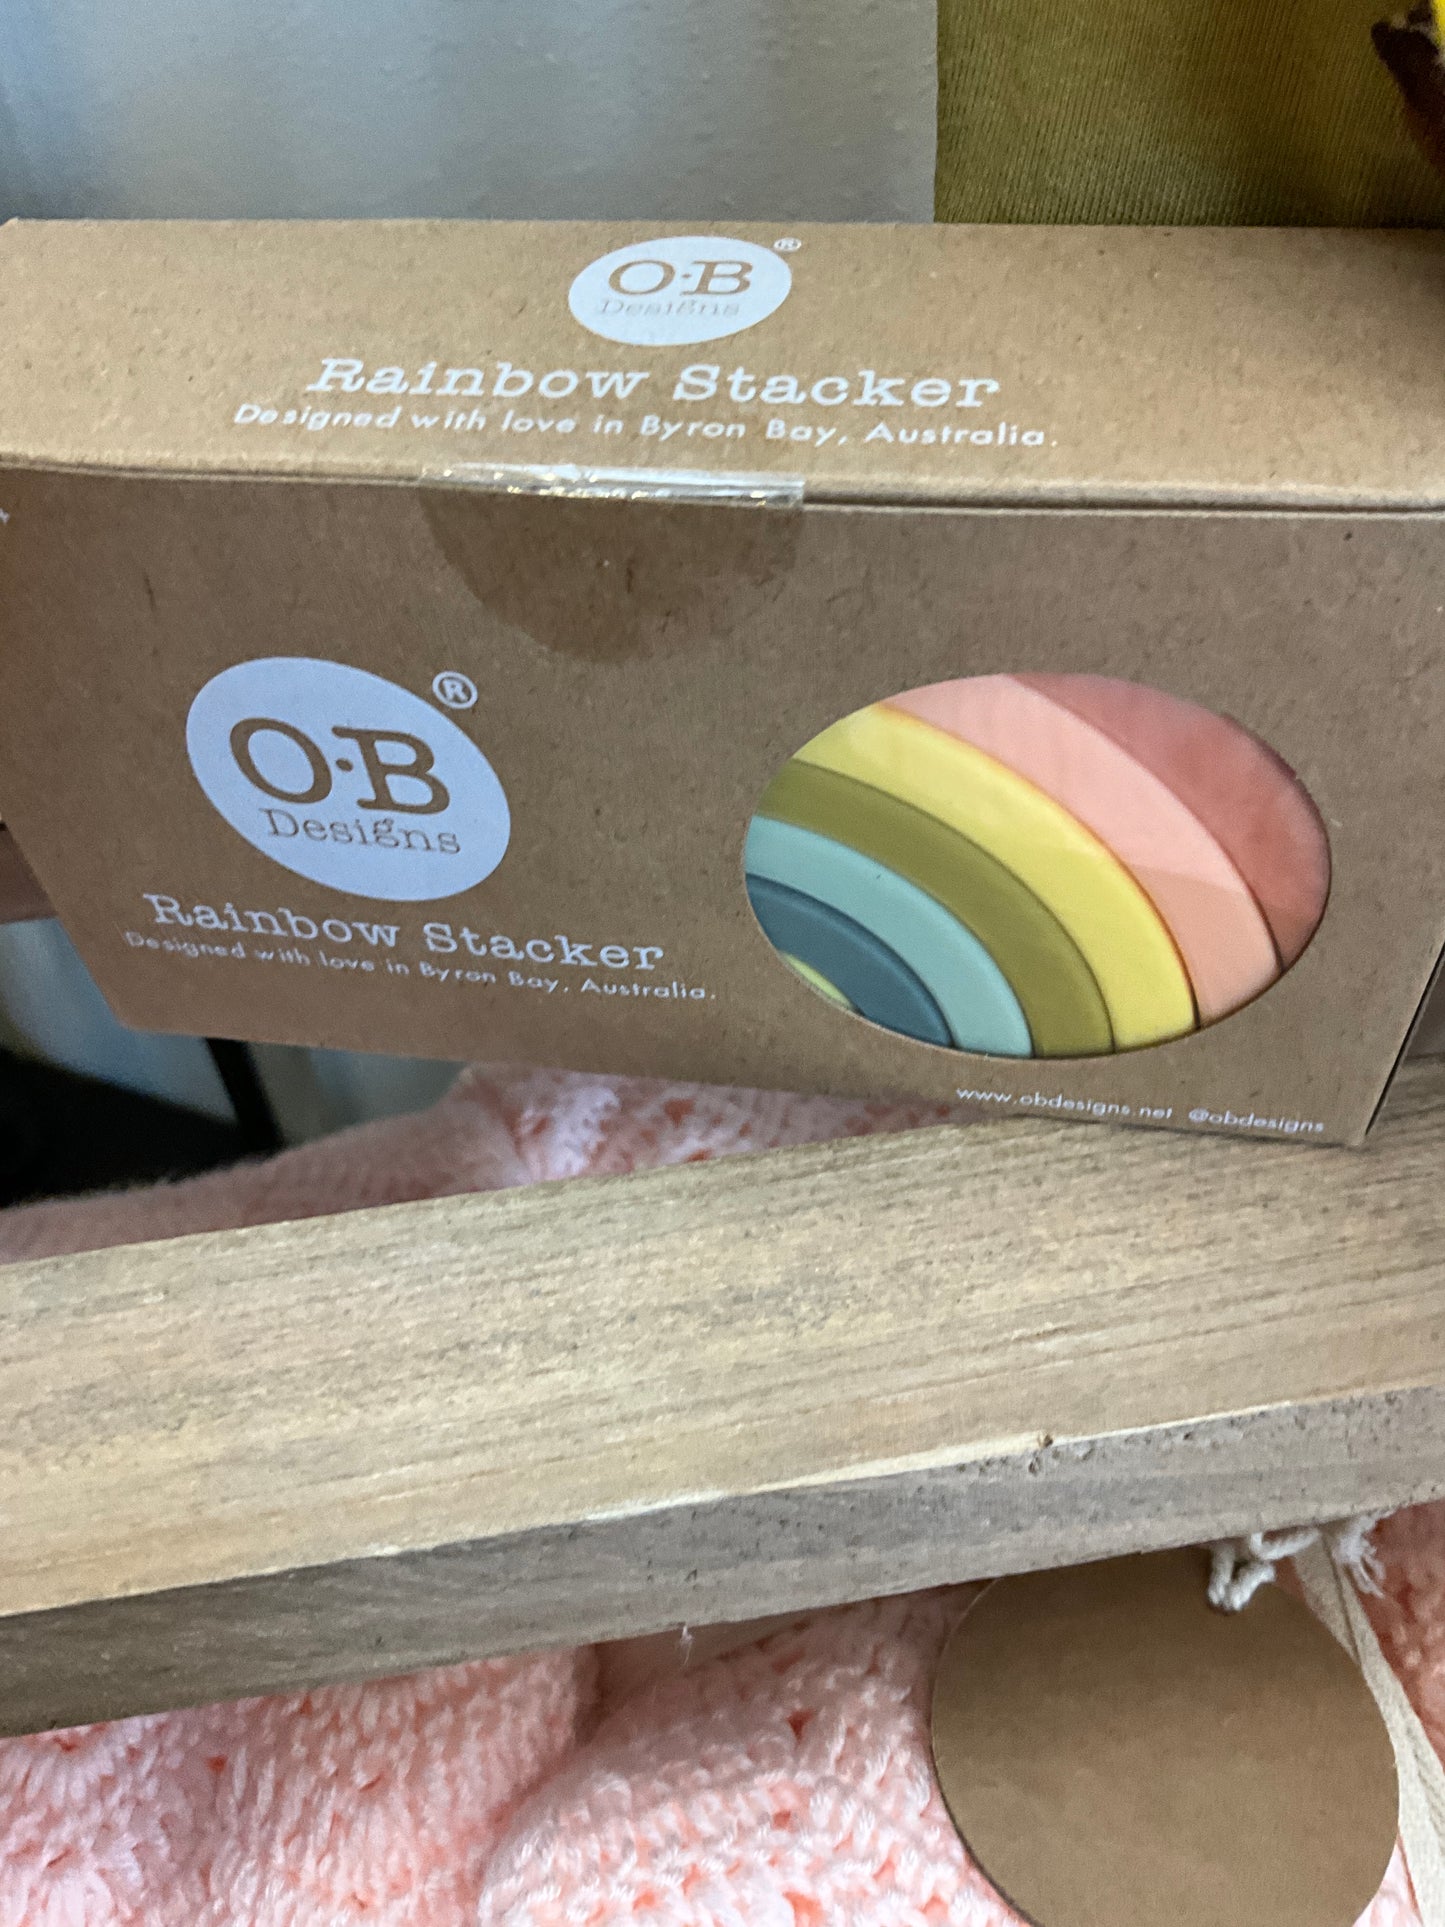 O·B®
Designs
Rainbow Stacker
Designed with love in Byron Bay, Australia.
O·B®
Designs
Rainbow Stacker
Designed with love in Byron Bay, Australia.
www.obdesigns.net @obdesigns